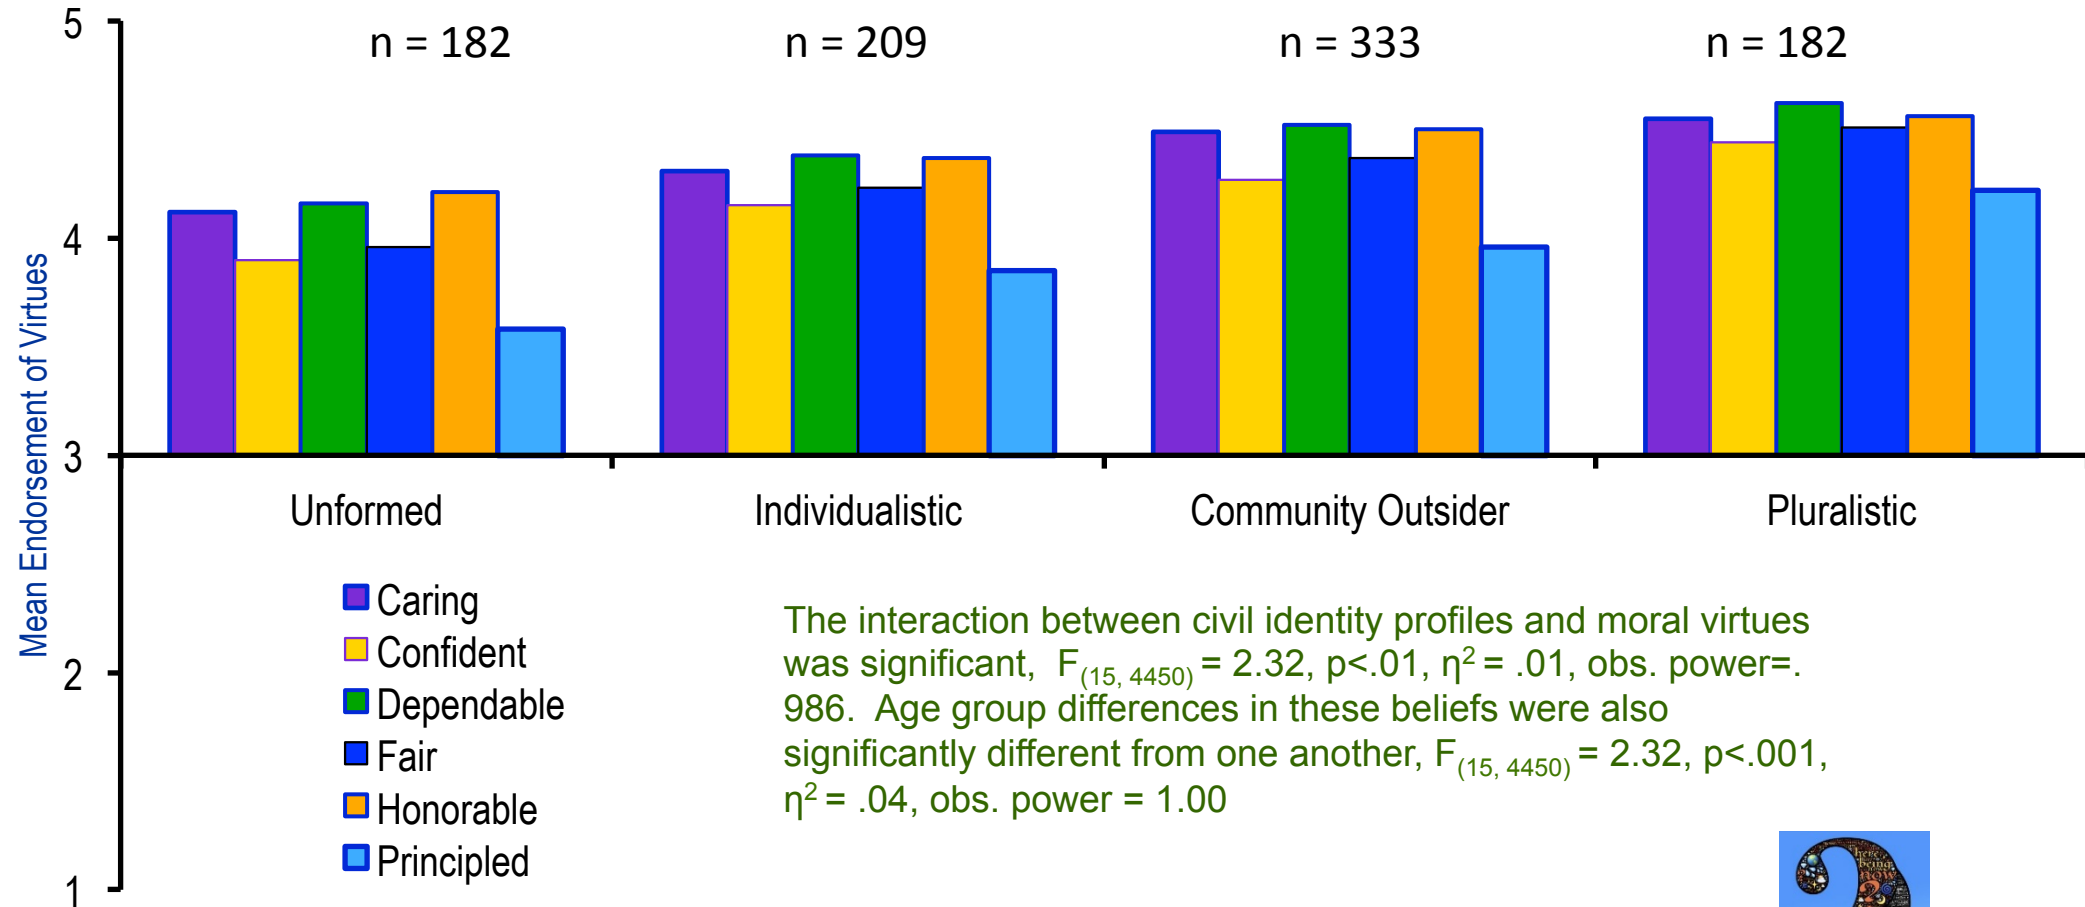 5
n = 182
n = 209
n = 333
n = 182
4
Mean Endorsement of Virtues
3
Unformed
Individualistic
Community Outsider
Pluralistic
2
Caring
Confident
Dependable
Fair
Honorable
Principled
The interaction between civil identity profiles and moral virtues
was significant,  F(15, 4450) = 2.32, p<.01, η2 = .01, obs. power=.
986.  Age group differences in these beliefs were also
significantly different from one another, F(15, 4450) = 2.32, p<.001,
η2 = .04, obs. power = 1.00
1
being
now